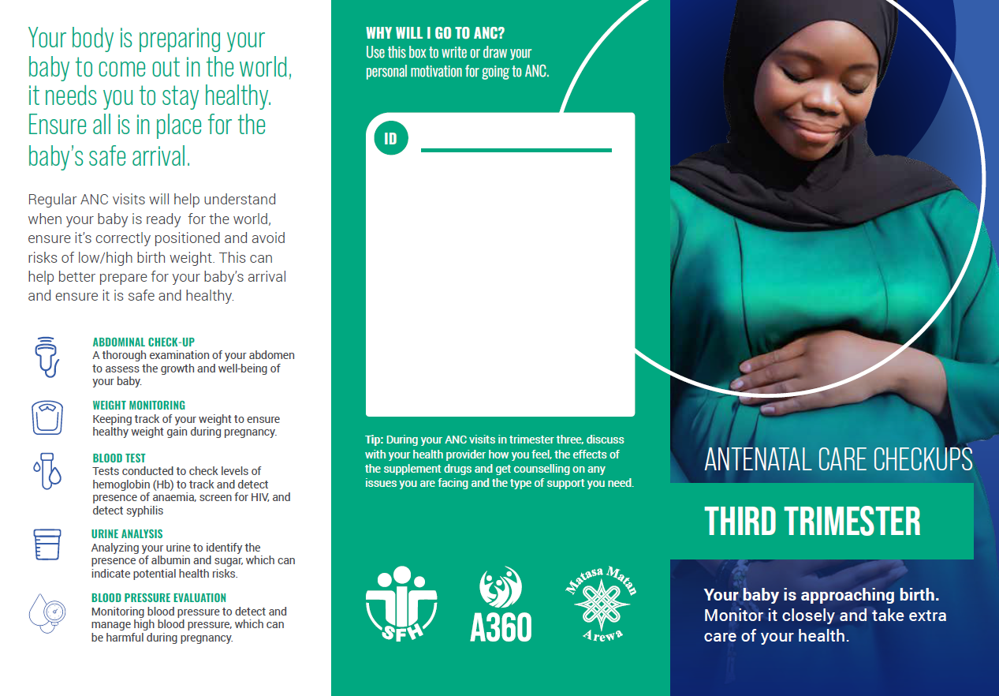 Your body is preparing your
baby to come out in the world,
it needs you to stay healthy.
Ensure all is in place for the
baby's safe arrival.
Regular ANC visits will help understand
when your baby is ready  for the world,
ensure it's correctly positioned and avoid
risks of low/high birth weight. This can
help better prepare for your baby's arrival
and ensure it is safe and healthy.
ABDOMINAL CHECK-UP
A thorough examination of your abdomen
to assess the growth and well-being of
your baby.
WEIGHT MONITORING
Keeping track of your weight to ensure
healthy weight gain during pregnancy.
BLOOD TEST
Tests conducted to check levels of
hemoglobin (Hb) to track and detect
presence of anaemia, screen for HIV, and
detect syphilis
URINE ANALYSIS
Analyzing your urine to identify the
presence of albumin and sugar, which can
indicate potential health risks.
BLOOD PRESSURE EVALUATION
Monitoring blood pressure to detect and
manage high blood pressure, which can
be harmful during pregnancy.
WHY WILL I GO TO ANC?
Use this box to write or draw your
personal motivation for going to ANC.
ID
Tip: During your ANC visits in trimester three, discuss
with your health provider how you feel, the effects of
the supplement drugs and get counselling on any
issues you are facing and the type of support you need.
SFH
A360
Matasa Matan
Arewa
ANTENATAL CARE CHECKUPS
THIRD TRIMESTER
Your baby is approaching birth.
Monitor it closely and take extra
care of your health.